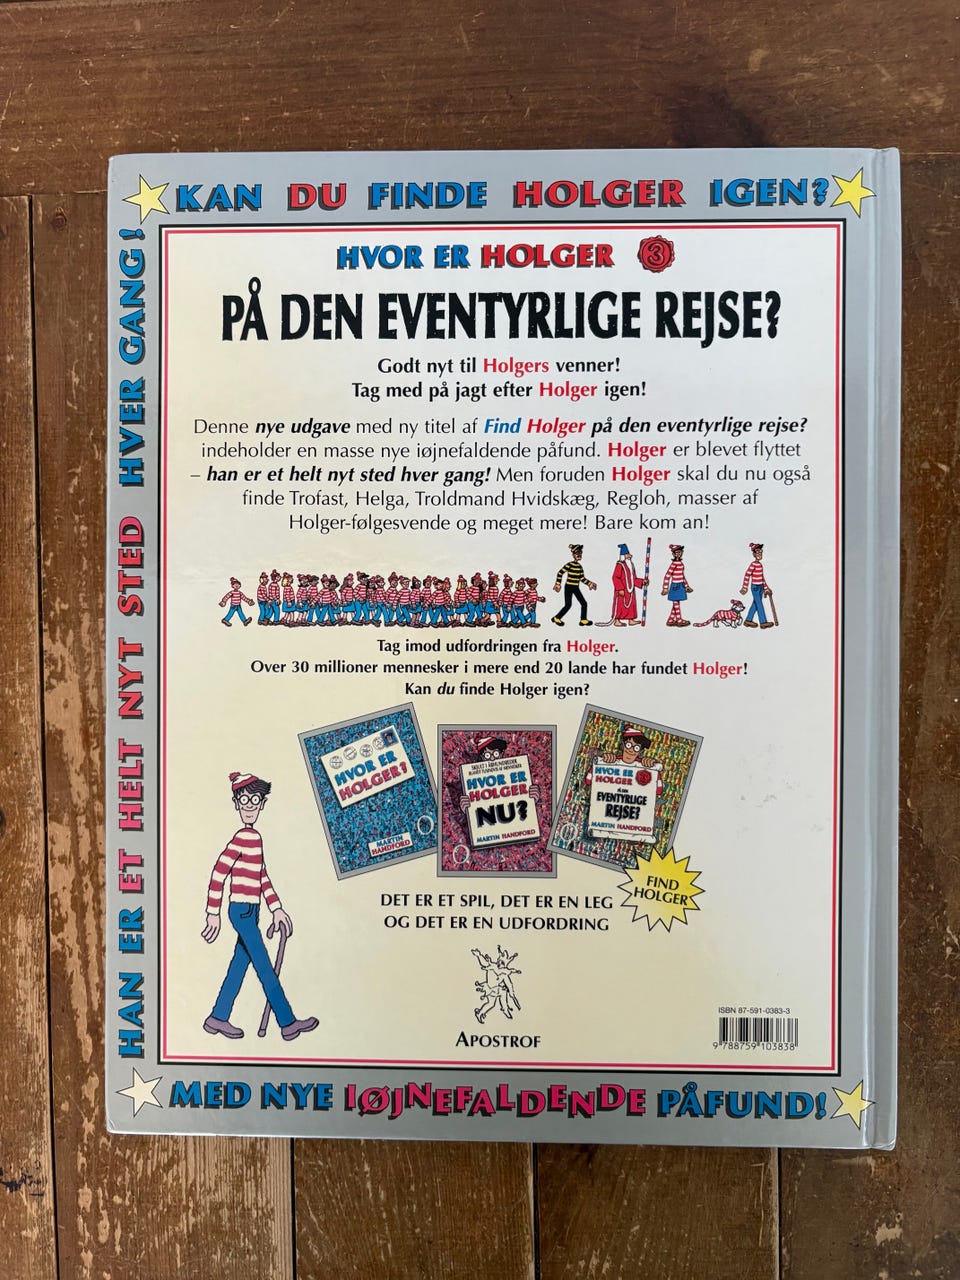 KAN DU FINDE HOLGER IGEN?
HAN ER ET HELT NYT STED HVER GANG!
HVOR ER HOLGER 3
PÅ DEN EVENTYRLIGE REJSE?
Godt nyt til Holgers venner!
Tag med på jagt efter Holger igen!
Denne nye udgave med ny titel af Find Holger på den eventyrlige rejse?
indeholder en masse nye iøjnefaldende påfund. Holger er blevet flyttet
– han er et helt nyt sted hver gang! Men foruden Holger skal du nu også
finde Trofast, Helga, Troldmand Hvidskæg, Regloh, masser af
Holger-følgesvende og meget mere! Bare kom an!
Tag imod udfordringen fra Holger.
Over 30 millioner mennesker i mere end 20 lande har fundet Holger!
Kan du finde Holger igen?
HVOR ER
HOLGER?
MARTIN
HANDFORD
HVOR ER
HOLGER
NU?
MARTIN HANDFORD
HVOR ER
HOLGER 3
EVENTYRLIGE
REJSE?
MARTIN HANDFORD
FIND
HOLGER
DET ER ET SPIL, DET ER EN LEG
OG DET ER EN UDFORDRING
APOSTROF
ISBN 87-591-0383-3
9 788759 103838
MED NYE IØJNEFALDENDE PÅFUND!